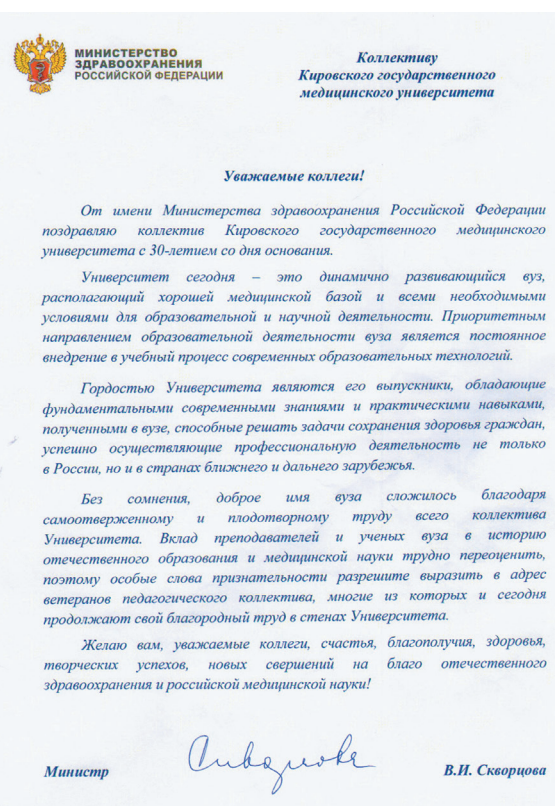 МИНИСТЕРСТВО
ЗДРАВООХРАНЕНИЯ
РОССИЙСКОЙ ФЕДЕРАЦИИ
Коллективу
Кировского государственного
медицинского университета
Уважаемые коллеги!
От имени Министерства здравоохранения Российской Федерации
поздравляю коллектив Кировского государственного медицинского
университета с 30-летием со дня основания.
Университет сегодня – это динамично развивающийся вуз,
располагающий хорошей медицинской базой и всеми необходимыми
условиями для образовательной и научной деятельности. Приоритетным
направлением образовательной деятельности вуза является постоянное
внедрение в учебный процесс современных образовательных технологий.
Гордостью Университета являются его выпускники, обладающие
фундаментальными современными знаниями и практическими навыками,
полученными в вузе, способные решать задачи сохранения здоровья граждан,
успешно осуществляющие профессиональную деятельность не только
в России, но и в странах ближнего и дальнего зарубежья.
Без сомнения, доброе имя вуза сложилось благодаря
самоотверженному и плодотворному труду всего коллектива
Университета. Вклад преподавателей и ученых вуза в историю
отечественного образования и медицинской науки трудно переоценить,
поэтому особые слова признательности разрешите выразить в адрес
ветеранов педагогического коллектива, многие из которых и сегодня
продолжают свой благородный труд в стенах Университета.
Желаю вам, уважаемые коллеги, счастья, благополучия, здоровья,
творческих успехов, новых свершений на благо отечественного
здравоохранения и российской медицинской науки!
Министр
В.И. Скворцова